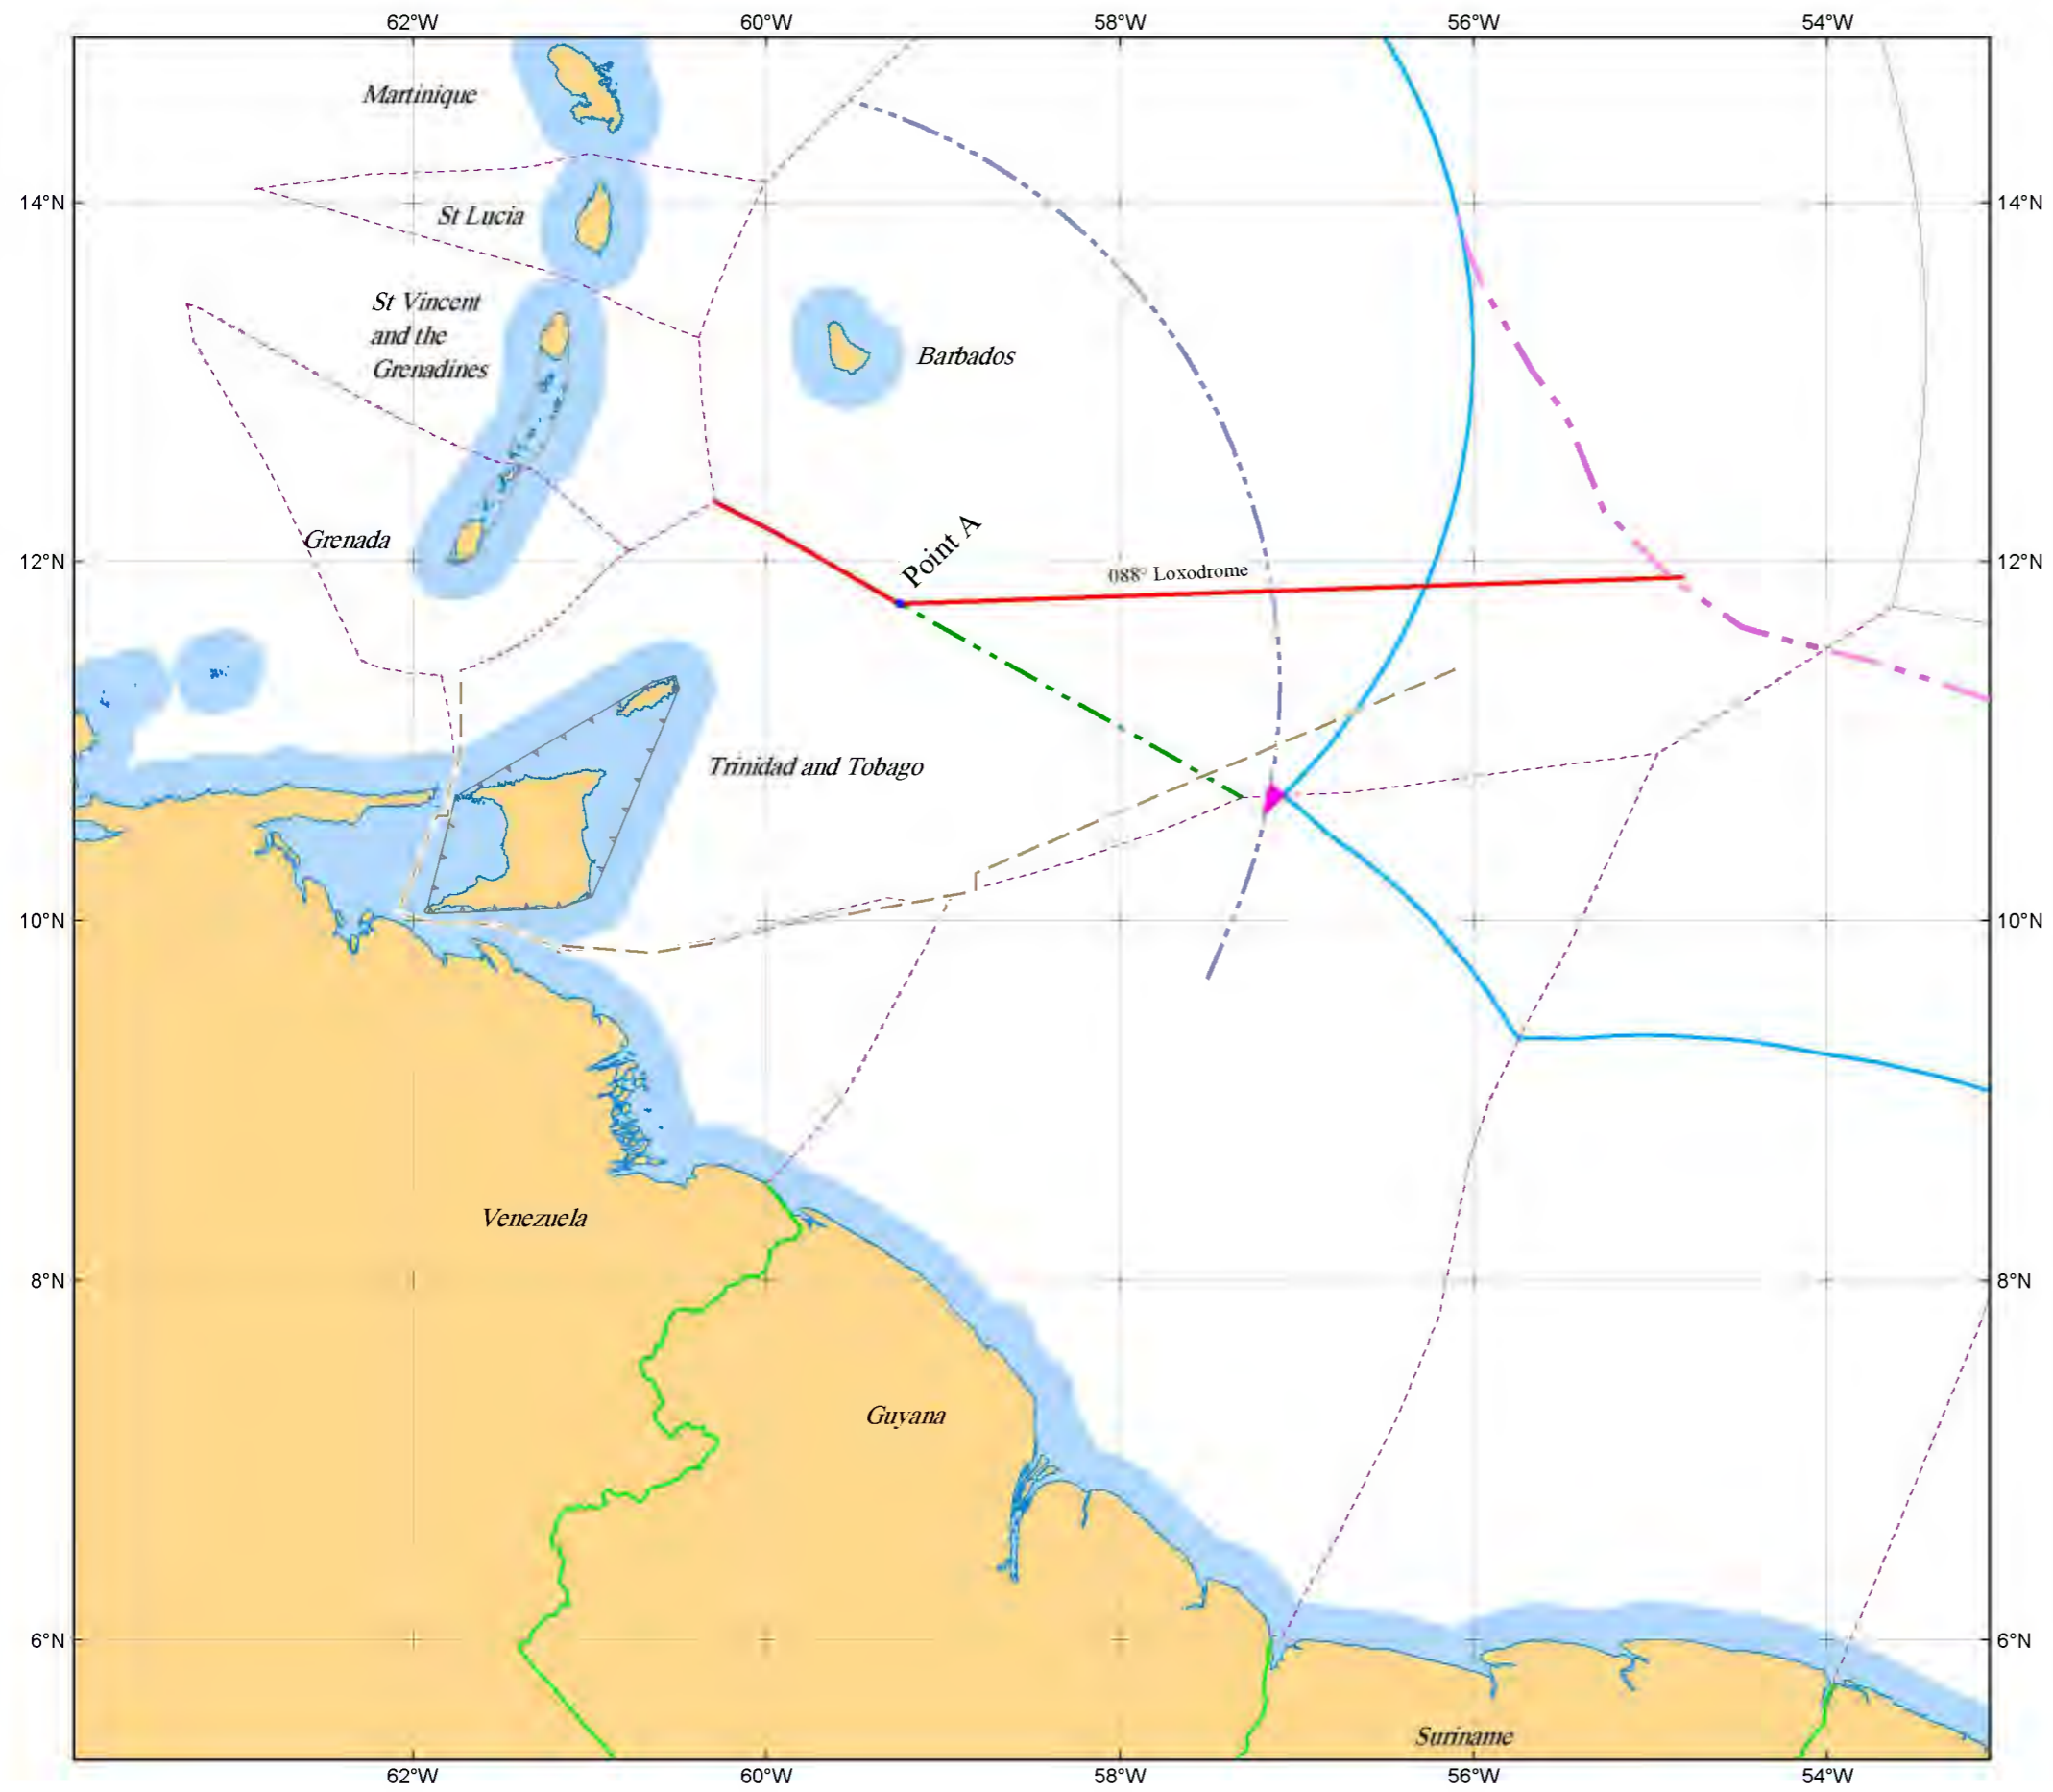 62°W 60°W 58°W 56°W 54°W
Martinique
14°N 14°N
St Lucia
St Vincent
and the
Grenadines
Barbados
Point A
Grenada
12°N 12°N
088° Loxodrome
Trinidad and Tobago
10°N 10°N
Venezuela
8°N 8°N
Guyana
6°N 6°N
Suriname
62°W 60°W 58°W 56°W 54°W